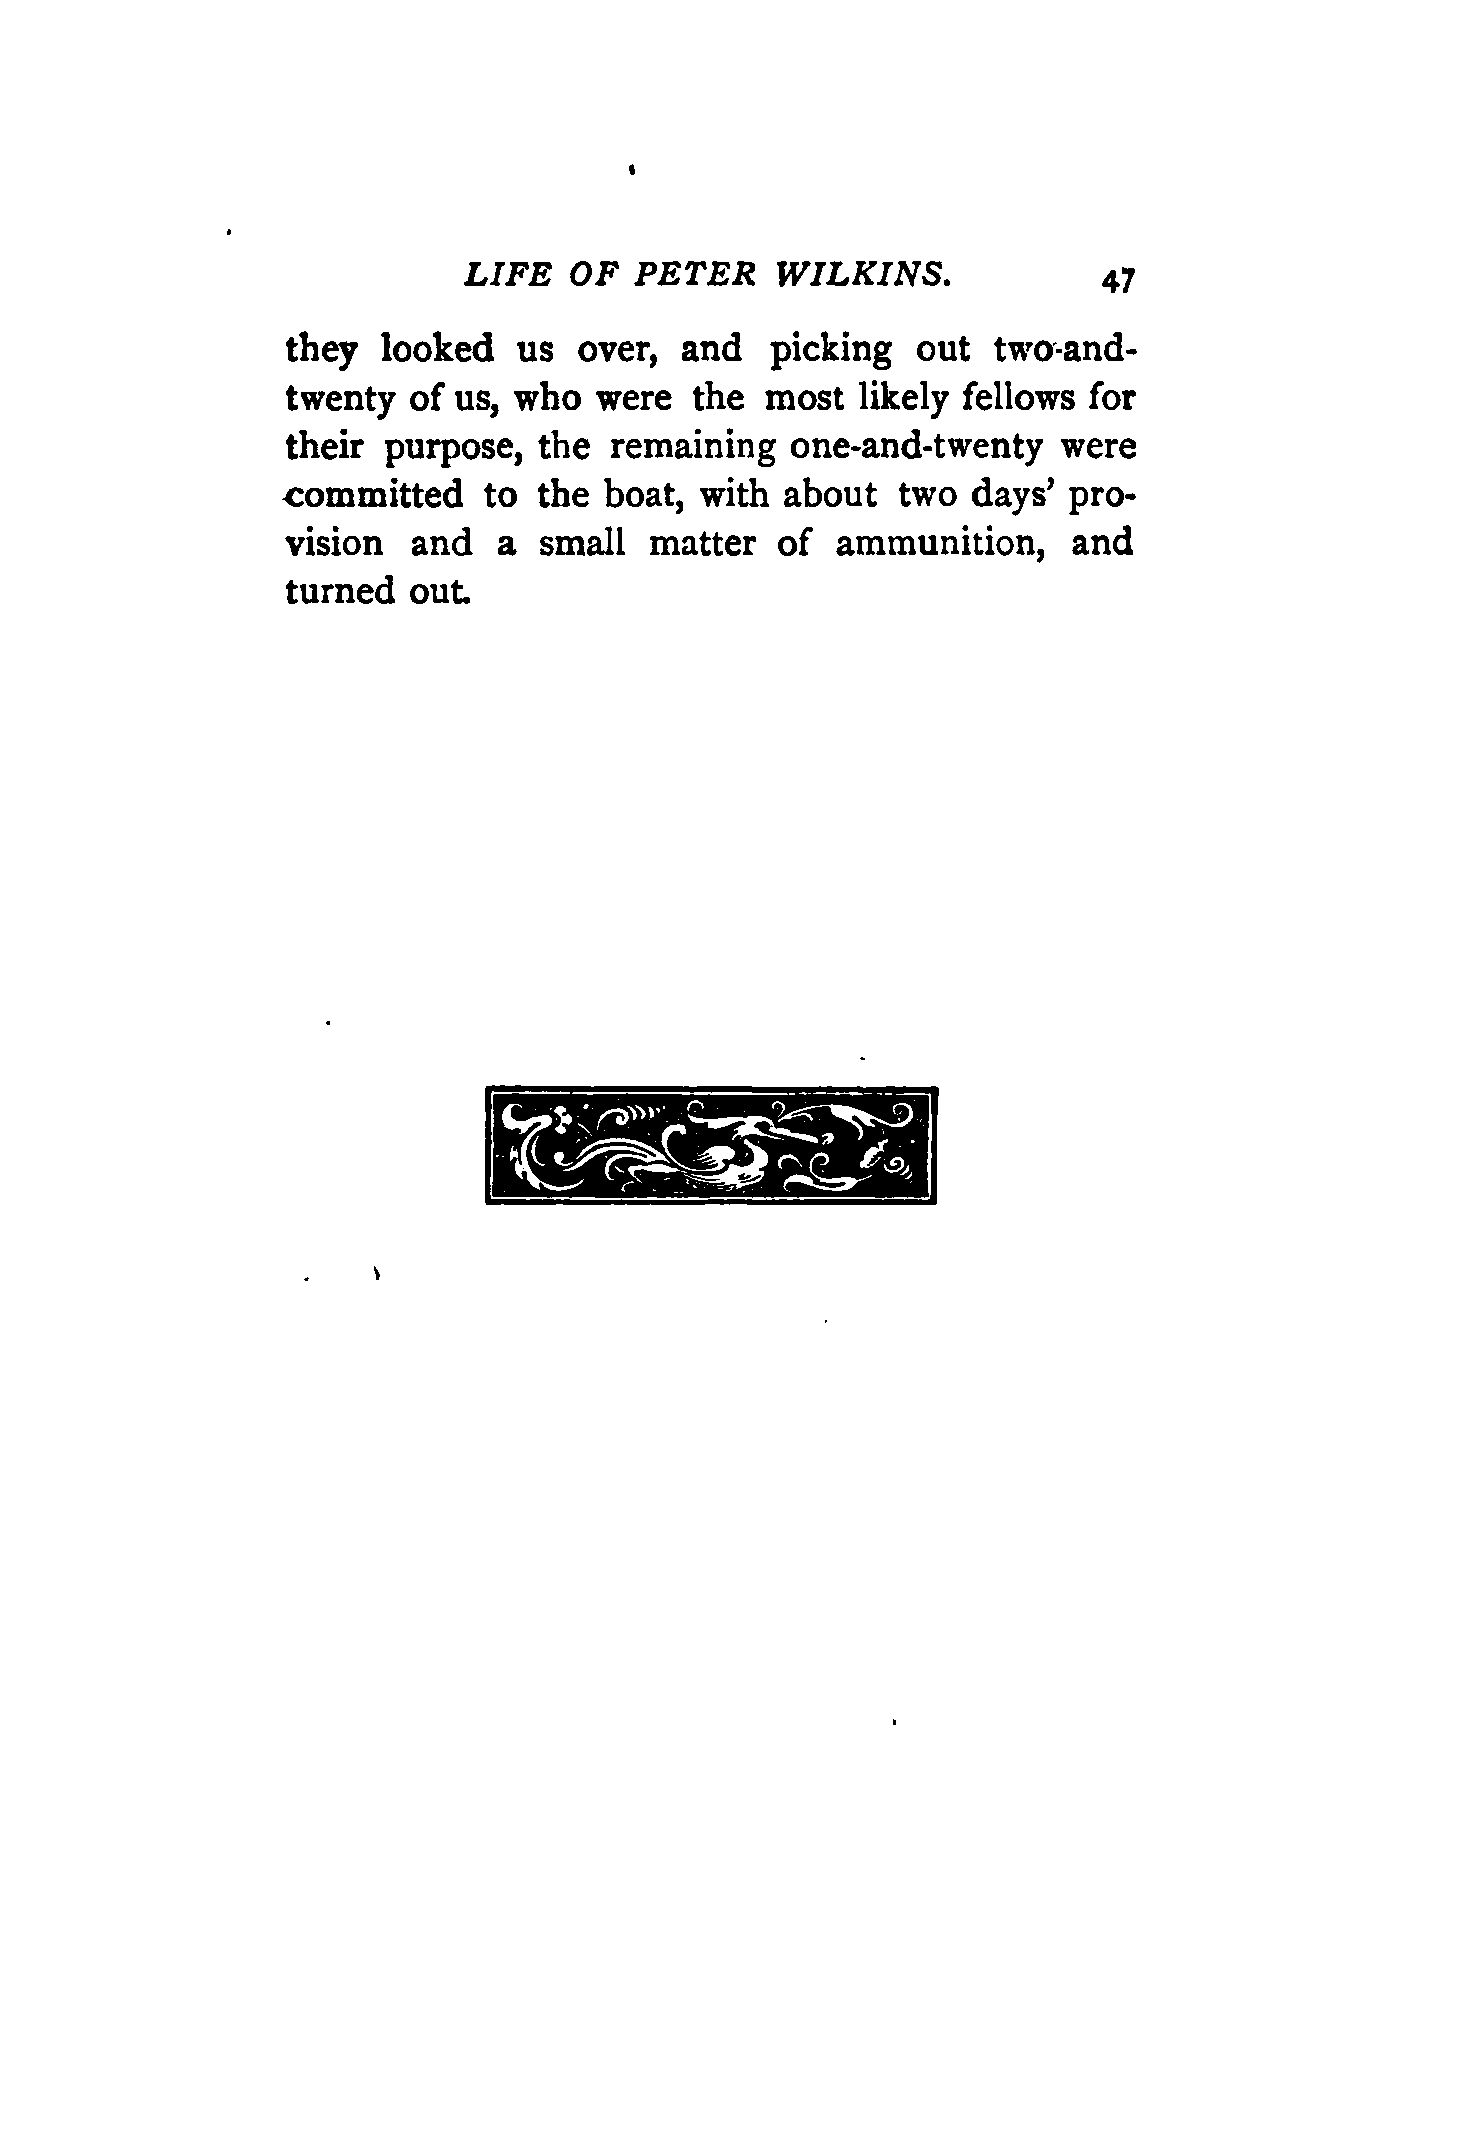 LIFE OF PETER WILKINS. 47
they looked us over, and picking out two-and-
twenty of us, who were the most likely fellows for
their purpose, the remaining one-and-twenty were
committed to the boat, with about two days' pro-
vision and a small matter of ammunition, and
turned out.